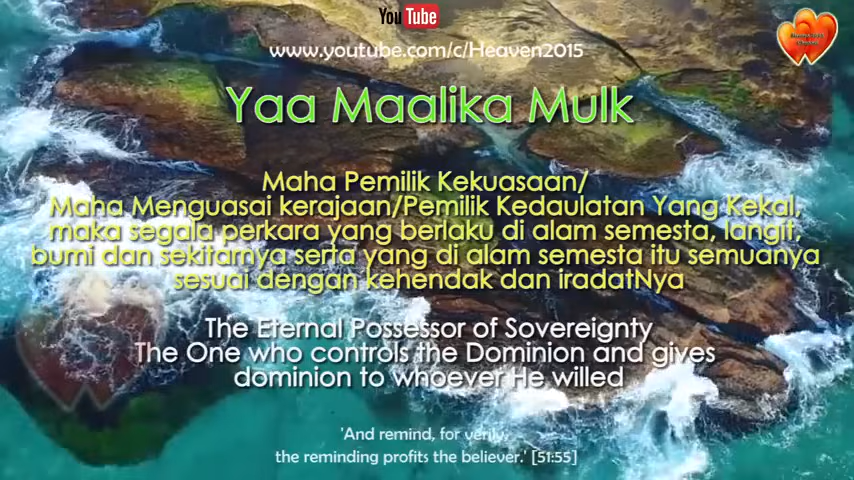 YouTube
www.youtube.com/c/Heaven2015
Yaa Maalika Mulk
Maha Pemilik Kekuasaan/
Maha Menguasai kerajaan/Pemilik Kedaulatan Yang Kekal,
maka segala perkara yang berlaku di alam semesta, langit,
bumi dan sekitarnya serta yang di alam semesta itu semuanya
sesuai dengan kehendak dan iradatNya
The Eternal Possessor of Sovereignty
The One who controls the Dominion and gives
dominion to whoever He willed
'And remind, for verily,
the reminding profits the believer.' [51:55]